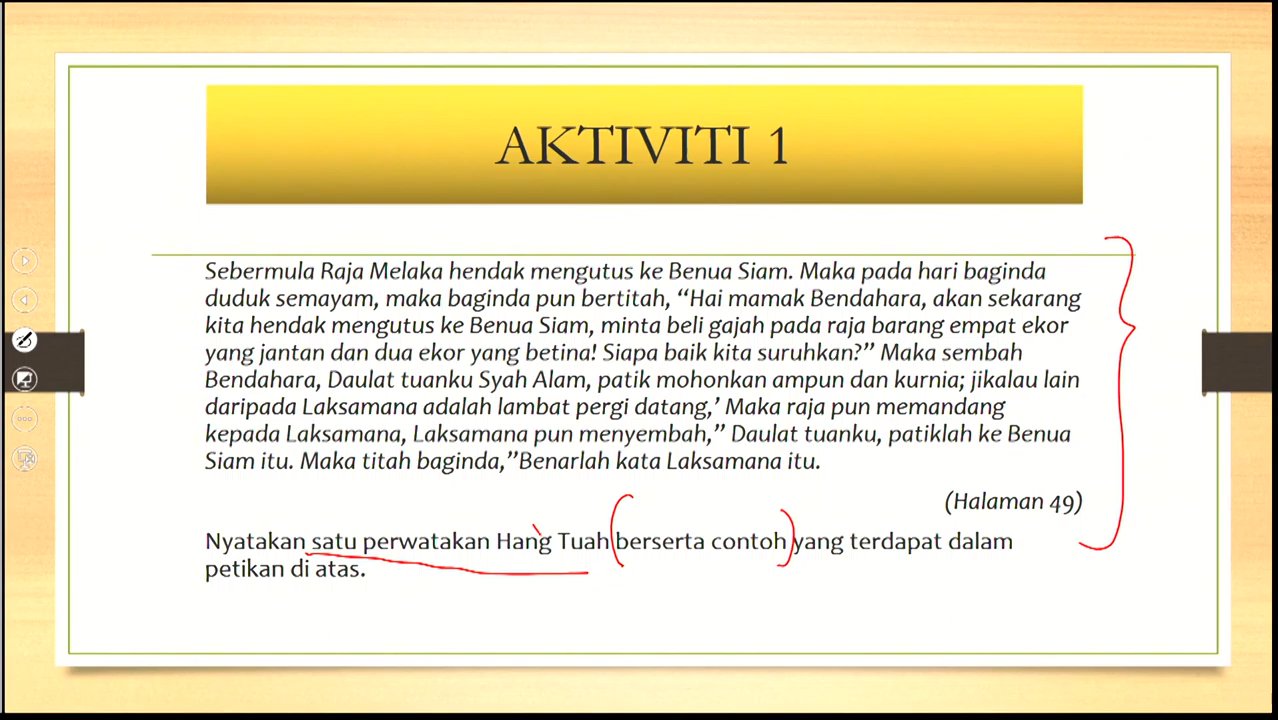 AKTIVITI 1
Sebermula Raja Melaka hendak mengutus ke Benua Siam. Maka pada hari baginda
duduk semayam, maka baginda pun bertitah, “Hai mamak Bendahara, akan sekarang
kita hendak mengutus ke Benua Siam, minta beli gajah pada raja barang empat ekor
yang jantan dan dua ekor yang betina! Siapa baik kita suruhkan?” Maka sembah
Bendahara, Daulat tuanku Syah Alam, patik mohonkan ampun dan kurnia; jikalau lain
daripada Laksamana adalah lambat pergi datang,’ Maka raja pun memandang
kepada Laksamana, Laksamana pun menyembah,” Daulat tuanku, patiklah ke Benua
Siam itu. Maka titah baginda,”Benarlah kata Laksamana itu.
(Halaman 49)
Nyatakan satu perwatakan Hang Tuah berserta contoh yang terdapat dalam
petikan di atas.